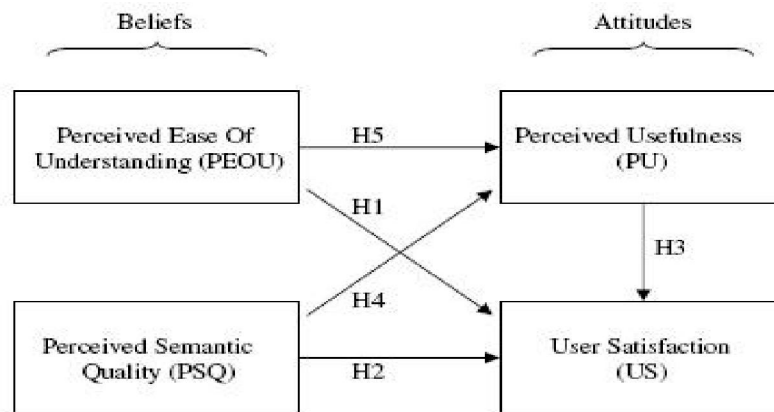 Beliefs
Attitudes
Perceived Ease Of
Understanding (PEOU)
H5
Perceived Usefulness
(PU)
H1
H3
H4
Perceived Semantic
Quality (PSQ)
H2
User Satisfaction
(US)